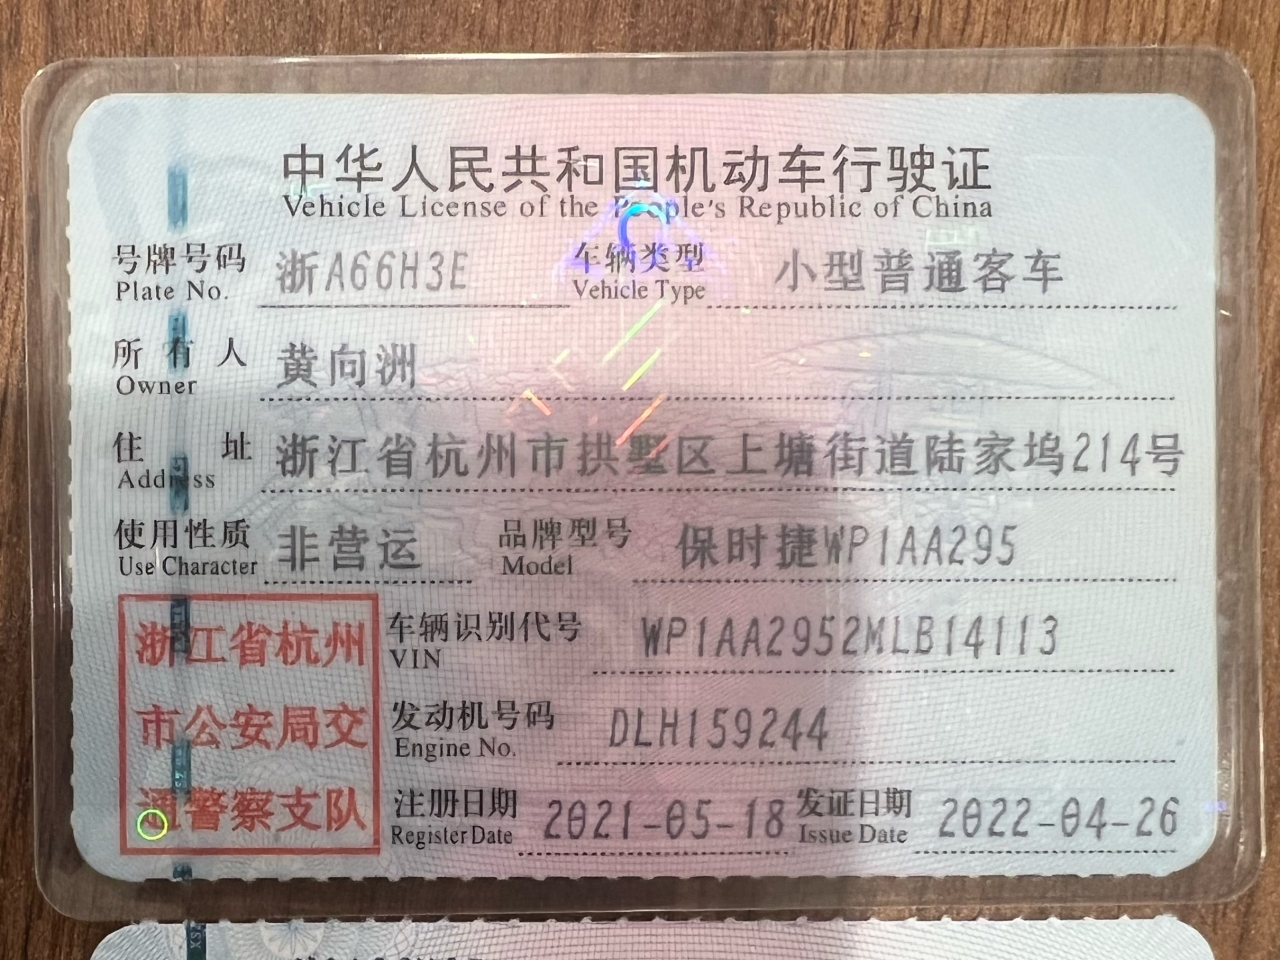 中华人民共和国机动车行驶证
Vehicle License of the People's Republic of China
号牌号码 浙A66H3E 车辆类型 小型普通客车
Plate No. Vehicle Type
所有人 黄向洲
Owner
住址 浙江省杭州市拱墅区上塘街道陆家坞214号
Address
使用性质 非营运 品牌型号 保时捷WP1AA295
Use Character Model
浙江省杭州
市公安局交
通警察支队
车辆识别代号 WP1AA2952MLB14113
VIN
发动机号码 DLH159244
Engine No.
注册日期 2021-05-18 发证日期 2022-04-26
Register Date Issue Date